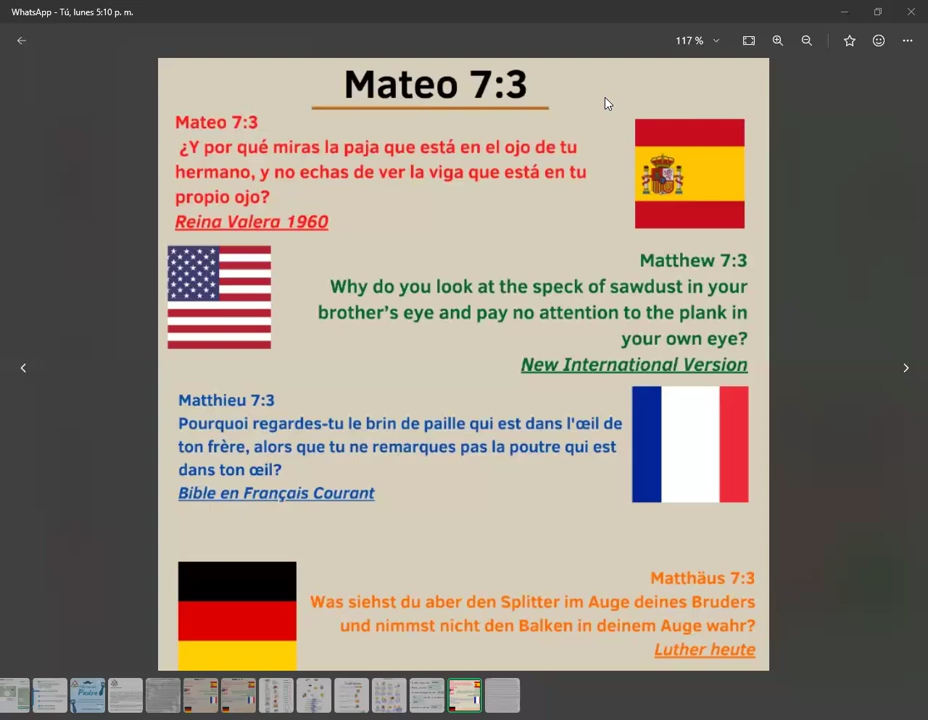 WhatsApp - Tú, lunes 5:10 p. m.
117 %
Mateo 7:3
Mateo 7:3
¿Y por qué miras la paja que está en el ojo de tu
hermano, y no echas de ver la viga que está en tu
propio ojo?
Reina Valera 1960
Matthew 7:3
Why do you look at the speck of sawdust in your
brother's eye and pay no attention to the plank in
your own eye?
New International Version
Matthieu 7:3
Pourquoi regardes-tu le brin de paille qui est dans l'œil de
ton frère, alors que tu ne remarques pas la poutre qui est
dans ton œil?
Bible en Français Courant
Matthäus 7:3
Was siehst du aber den Splitter im Auge deines Bruders
und nimmst nicht den Balken in deinem Auge wahr?
Luther heute